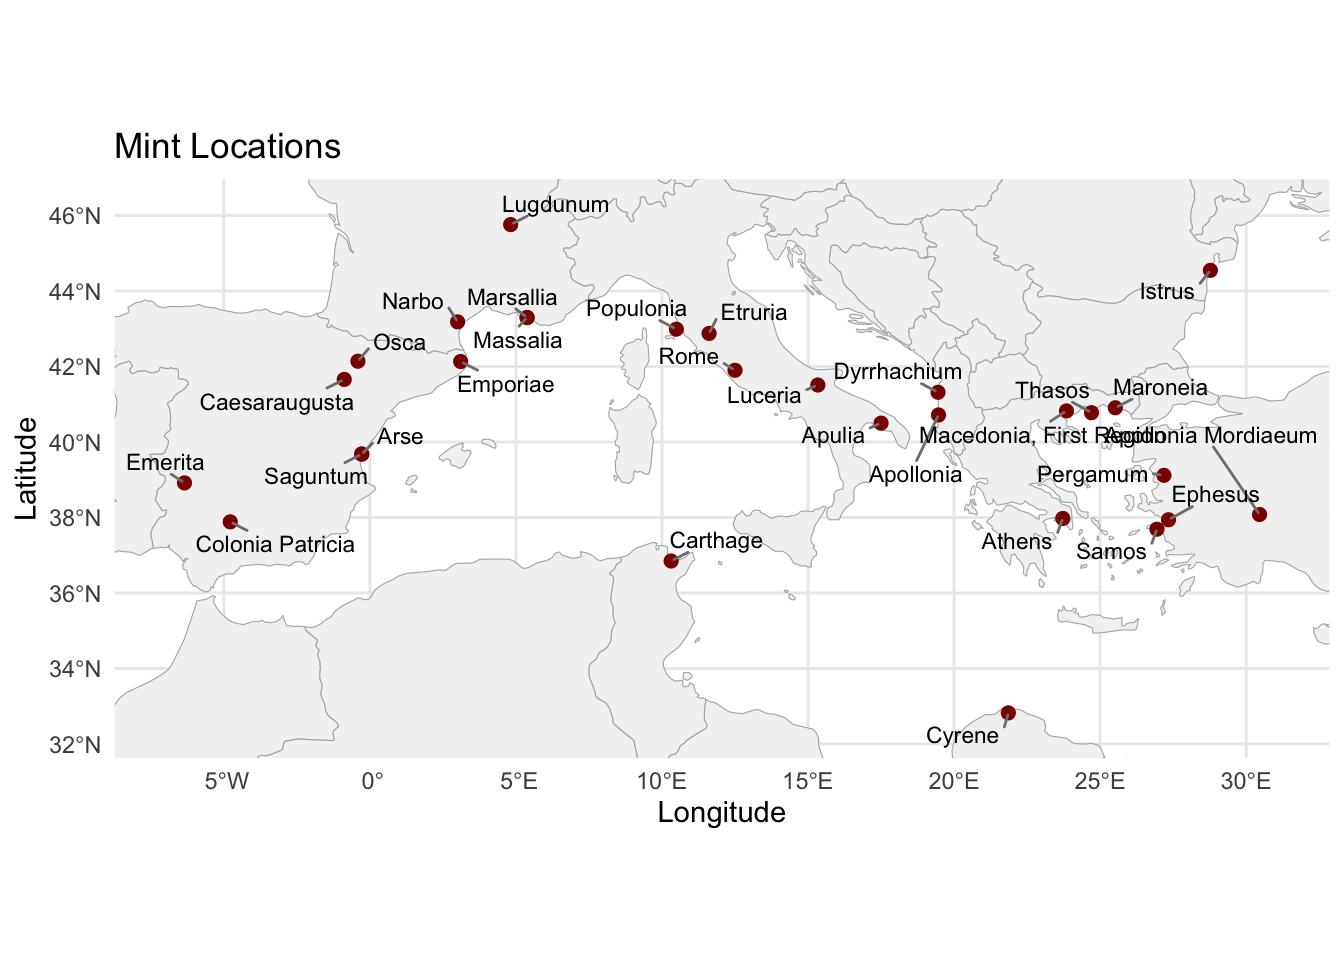 Mint Locations
Lugdunum
46°N
44°N
42°N
40°N
38°N
36°N
34°N
32°N
Latitude
Istrus
Narbo
Marsallia
Massalia
Populonia
Etruria
Osca
Rome
Emporiae
Caesaraugusta
Luceria
Dyrrhachium
Thasos
Maroneia
Arse
Apulia
Macedonia, First Region
Apollonia Mordiaeum
Emerita
Saguntum
Apollonia
Pergamum
Ephesus
Colonia Patricia
Carthage
Athens
Samos
Cyrene
5°W
0°
5°E
10°E
15°E
20°E
25°E
30°E
Longitude